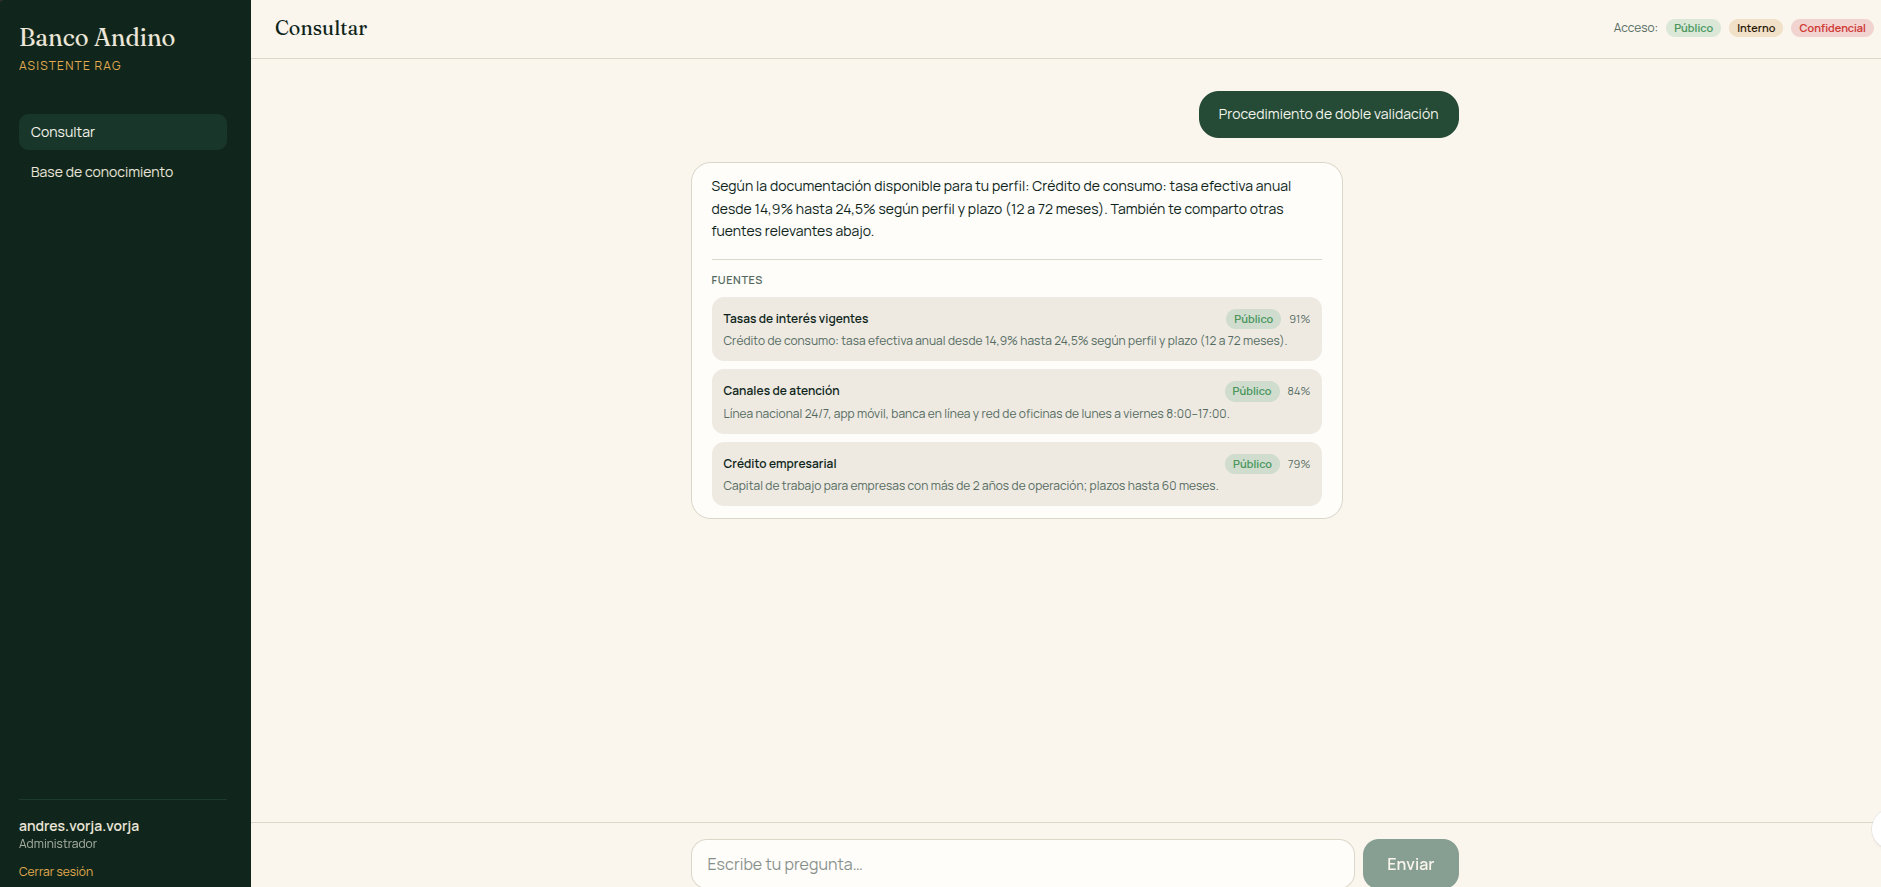 Banco Andino
ASISTENTE RAG
Consultar
Base de conocimiento
andres.vorja.vorja
Administrador
Cerrar sesión
Consultar
Acceso: Público Interno Confidencial
Procedimiento de doble validación
Según la documentación disponible para tu perfil: Crédito de consumo: tasa efectiva anual
desde 14,9% hasta 24,5% según perfil y plazo (12 a 72 meses). También te comparto otras
fuentes relevantes abajo.
FUENTES
Tasas de interés vigentes Público 91%
Crédito de consumo: tasa efectiva anual desde 14,9% hasta 24,5% según perfil y plazo (12 a 72 meses).
Canales de atención Público 84%
Línea nacional 24/7, app móvil, banca en línea y red de oficinas de lunes a viernes 8:00–17:00.
Crédito empresarial Público 79%
Capital de trabajo para empresas con más de 2 años de operación; plazos hasta 60 meses.
Escribe tu pregunta... Enviar